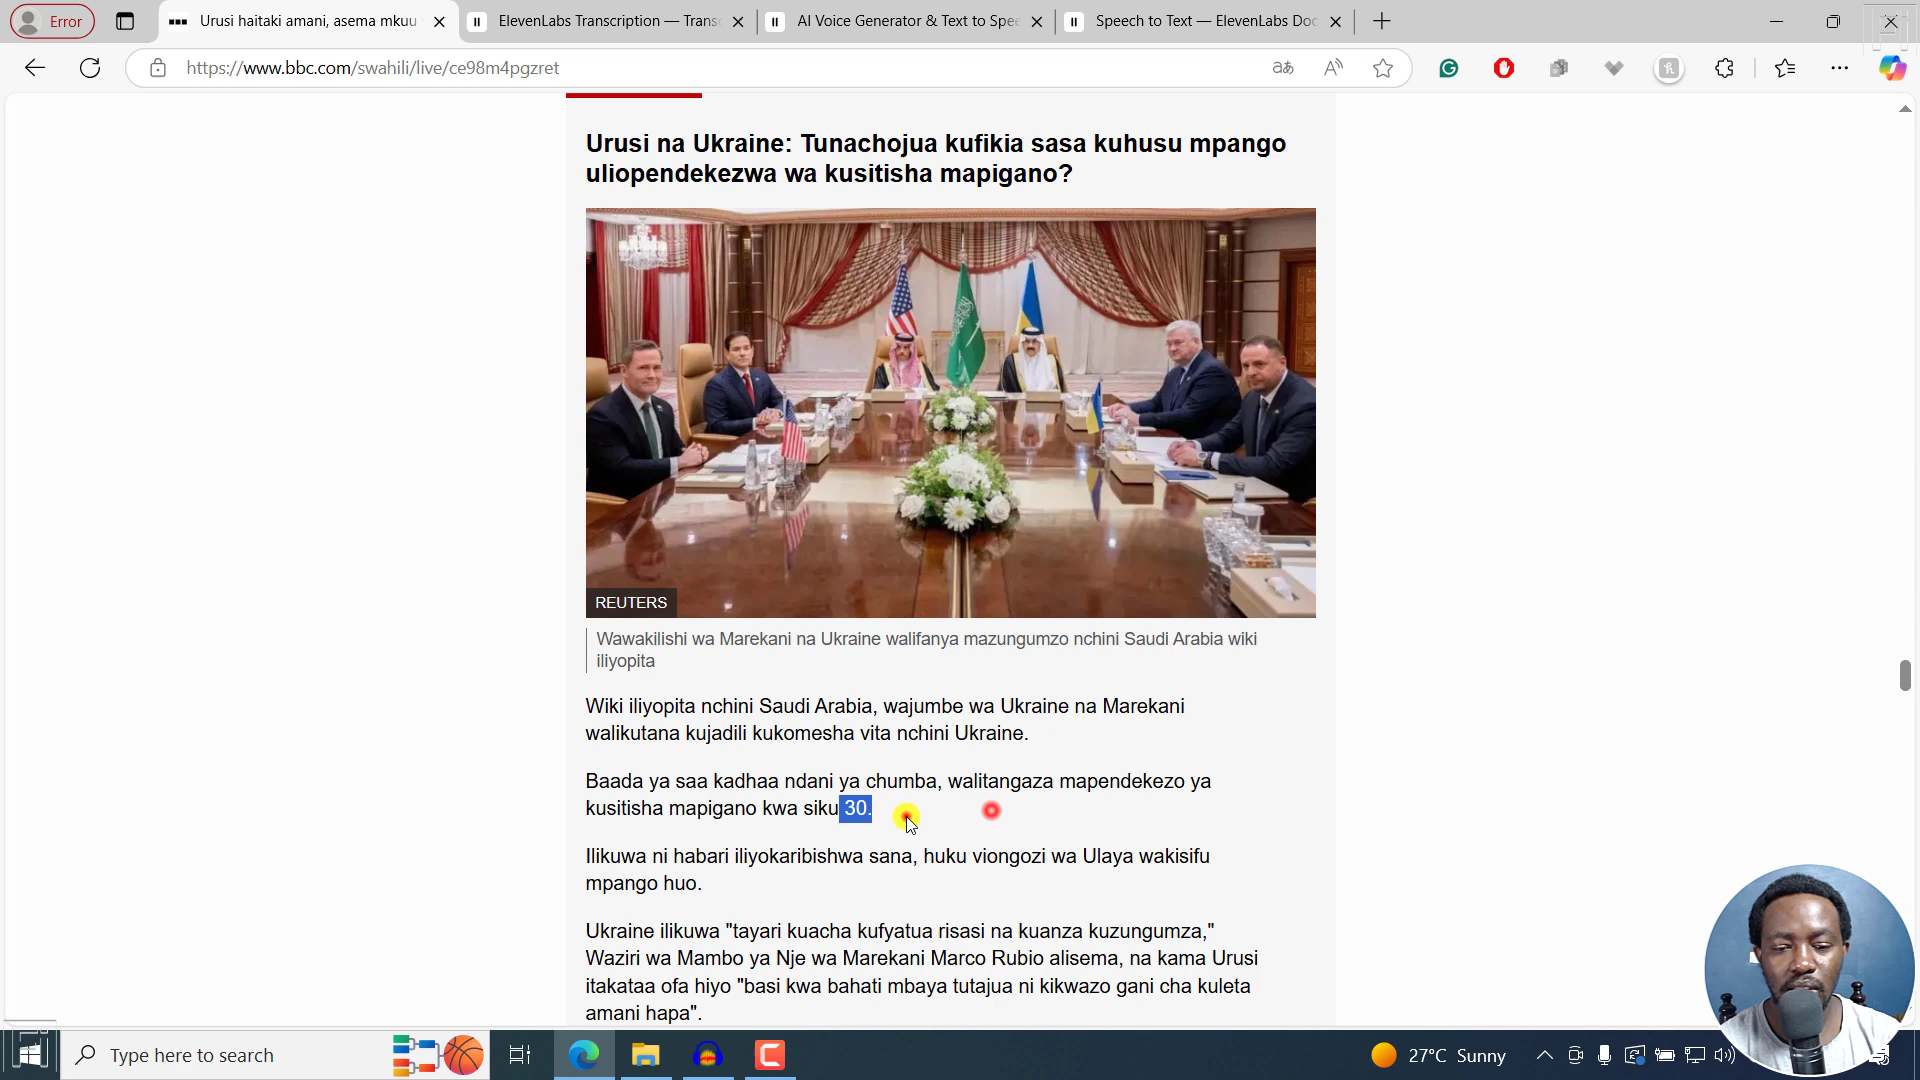 Error
Urusi haitaki amani, asema mkuu
ElevenLabs Transcription — Trans
AI Voice Generator & Text to Spee
Speech to Text — ElevenLabs Doc
https://www.bbc.com/swahili/live/ce98m4pgzret
Urusi na Ukraine: Tunachojua kufikia sasa kuhusu mpango
uliopendekezwa wa kusitisha mapigano?
REUTERS
Wawakilishi wa Marekani na Ukraine walifanya mazungumzo nchini Saudi Arabia wiki
iliyopita
Wiki iliyopita nchini Saudi Arabia, wajumbe wa Ukraine na Marekani
walikutana kujadili kukomesha vita nchini Ukraine.
Baada ya saa kadhaa ndani ya chumba, walitangaza mapendekezo ya
kusitisha mapigano kwa siku 30.
Ilikuwa ni habari iliyokaribishwa sana, huku viongozi wa Ulaya wakisifu
mpango huo.
Ukraine ilikuwa "tayari kuacha kufyatua risasi na kuanza kuzungumza,"
Waziri wa Mambo ya Nje wa Marekani Marco Rubio alisema, na kama Urusi
itakataa ofa hiyo "basi kwa bahati mbaya tutajua ni kikwazo gani cha kuleta
amani hapa".
Type here to search
27°C Sunny